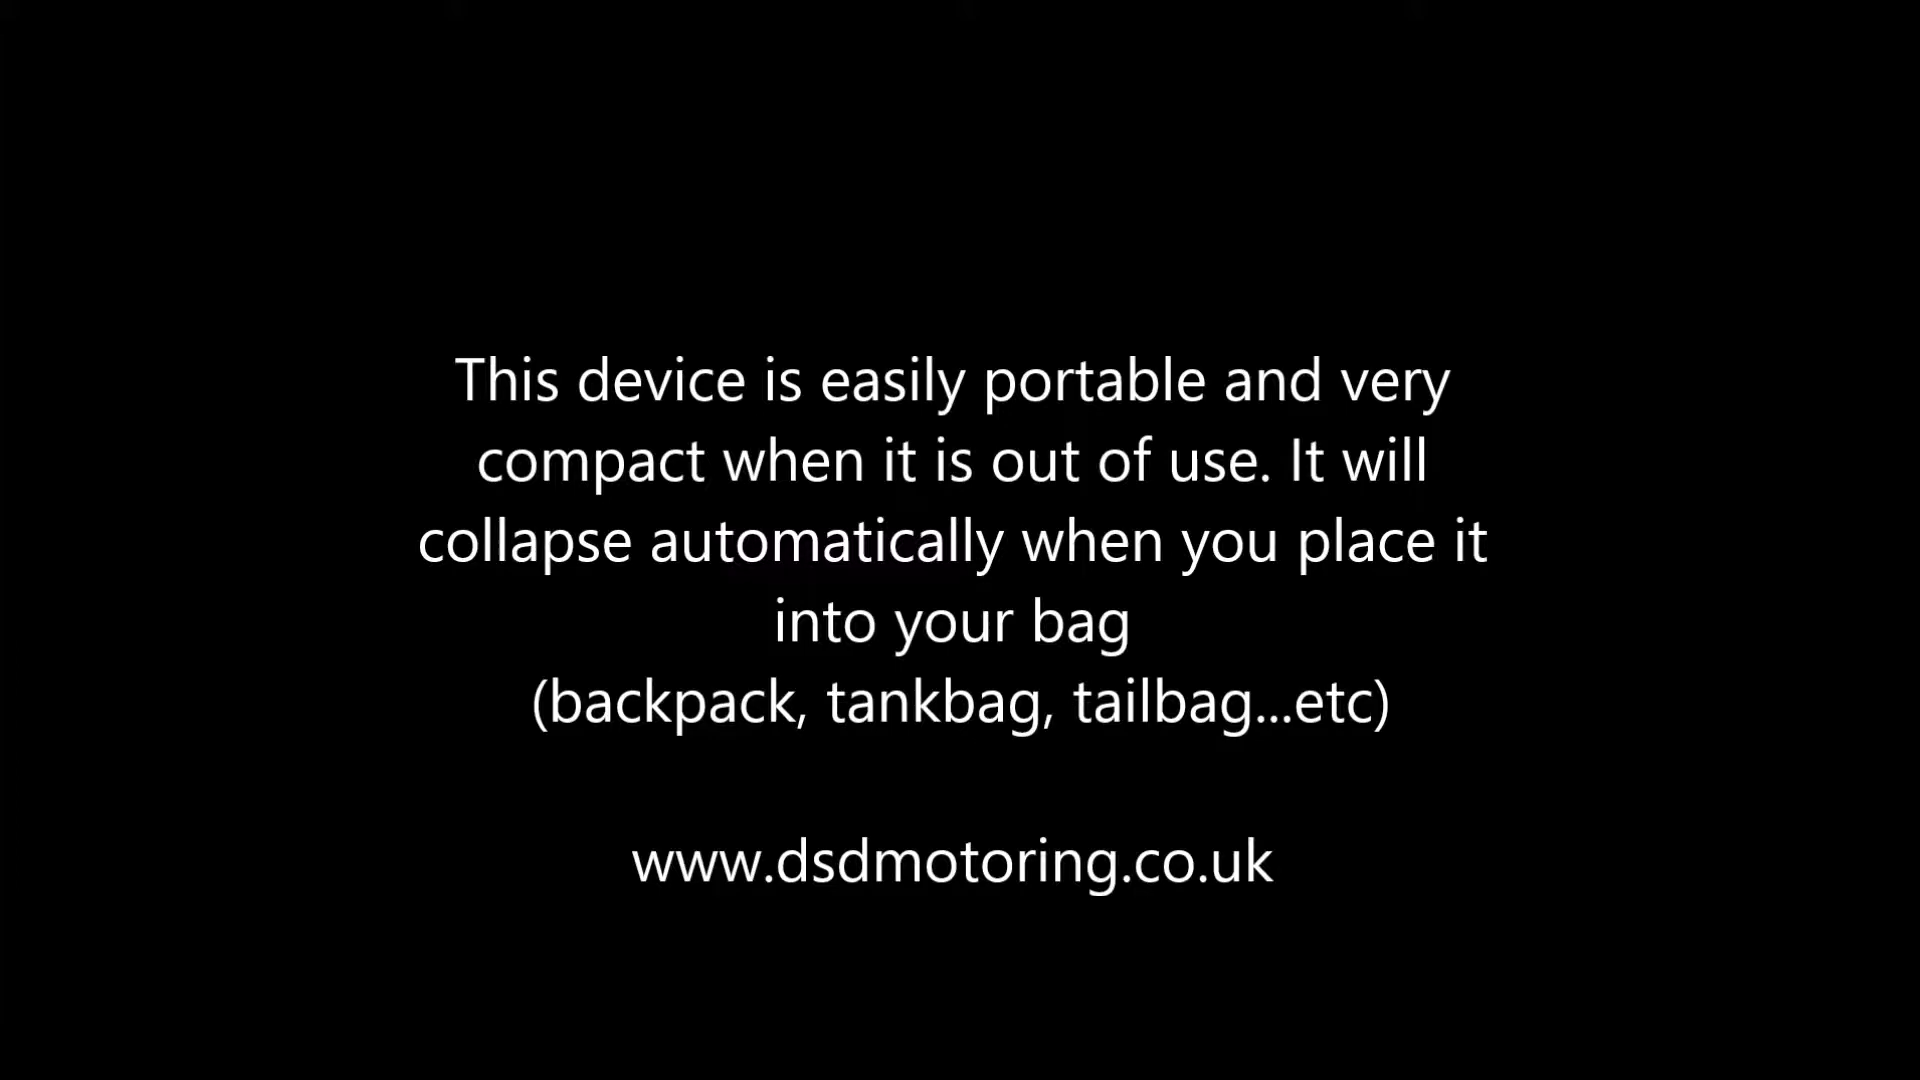 This device is easily portable and very
compact when it is out of use. It will
collapse automatically when you place it
into your bag
(backpack, tankbag, tailbag...etc)
www.dsdmotoring.co.uk